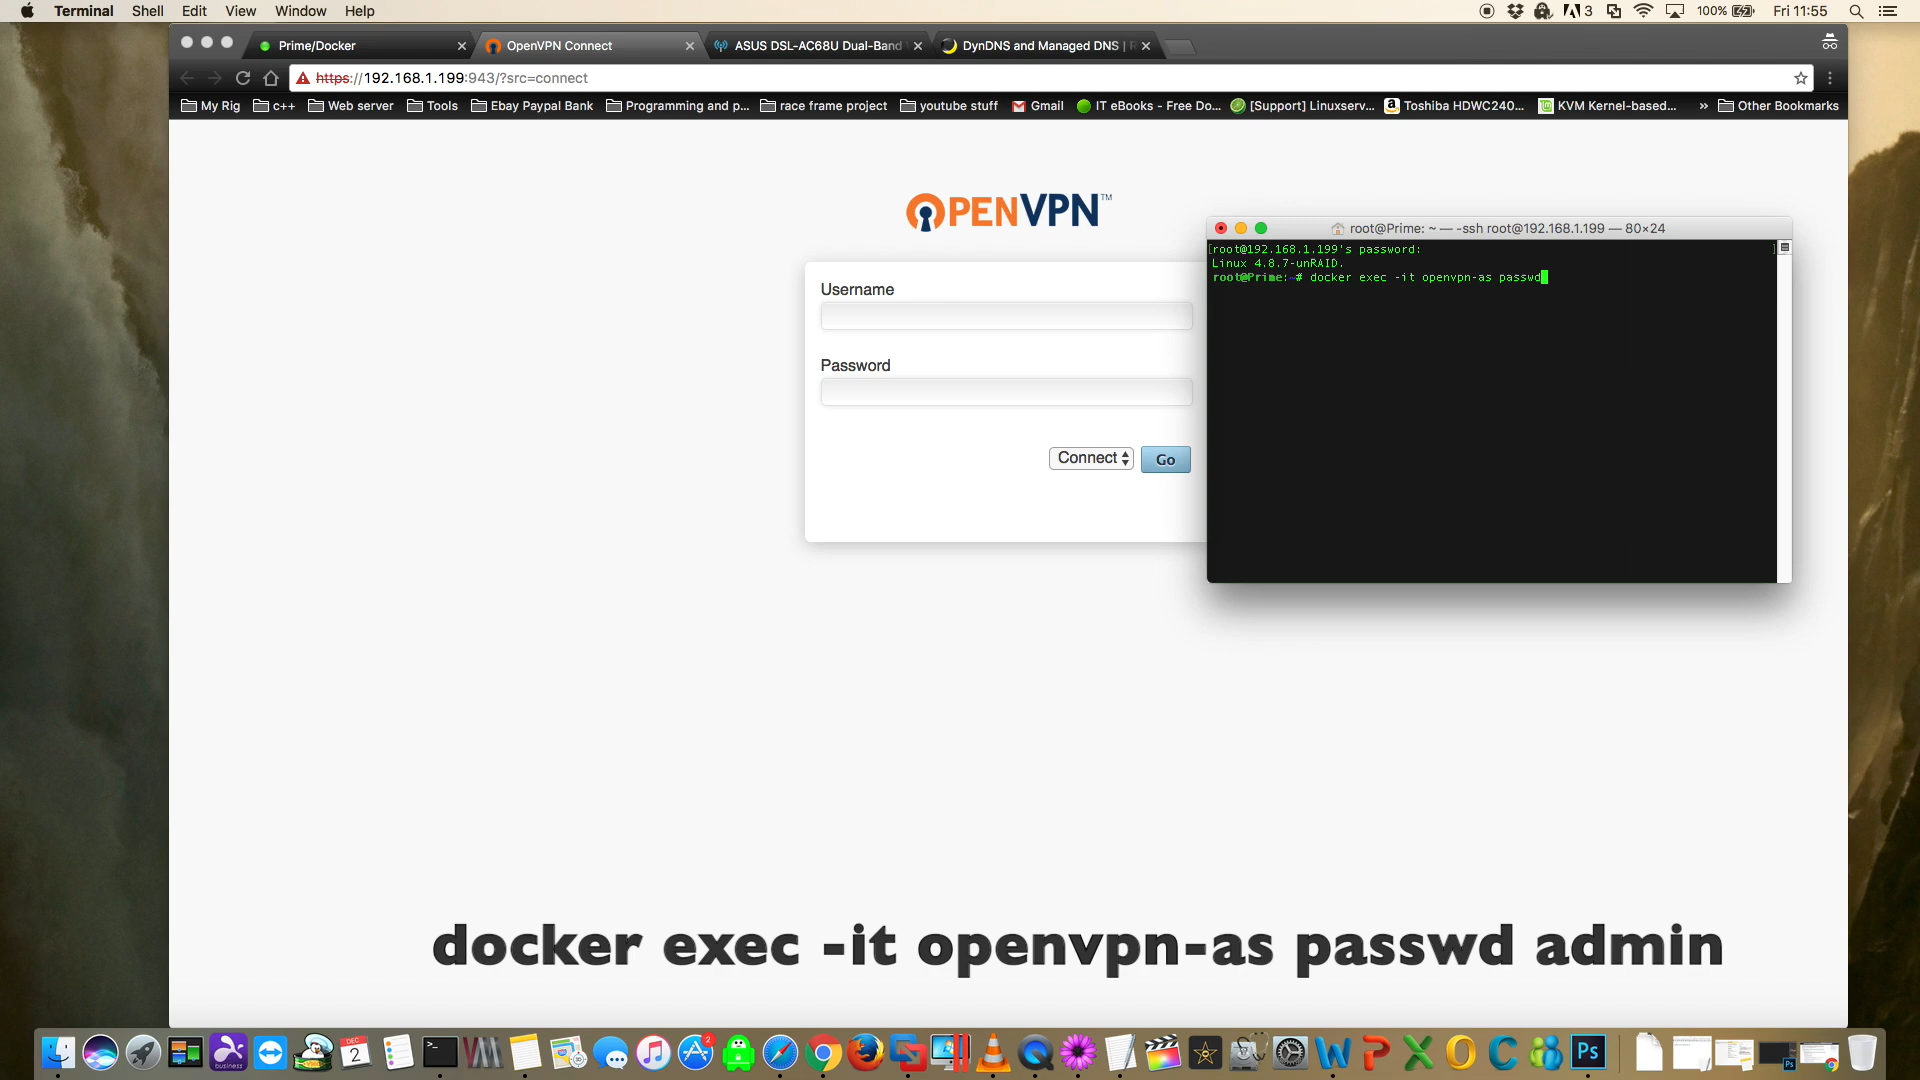 Terminal Shell Edit View Window Help
3 100% Fri 11:55
Prime/Docker
OpenVPN Connect
ASUS DSL-AC68U Dual-Band
DynDNS and Managed DNS |
https://192.168.1.199:943/?src=connect
My Rig c++ Web server Tools Ebay Paypal Bank Programming and p... race frame project youtube stuff Gmail IT eBooks - Free Do... [Support] Linuxserv... Toshiba HDWC240... KVM Kernel-based... » Other Bookmarks
OPENVPN™
Username
Password
Connect Go
root@Prime: ~ — -ssh root@192.168.1.199 — 80×24
[root@192.168.1.199's password: ]
Linux 4.8.7-unRAID.
root@Prime:~# docker exec -it openvpn-as passwd
docker exec -it openvpn-as passwd admin
business
DEC
2
2